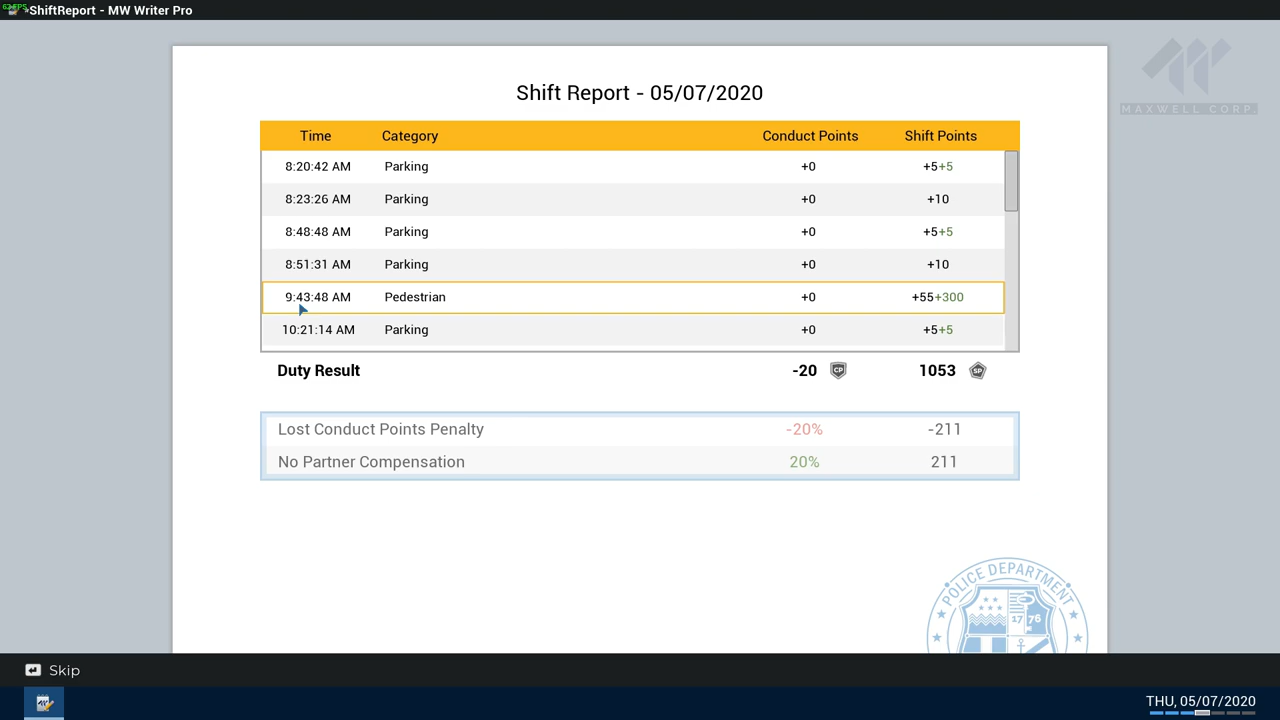 62 FPS
*ShiftReport - MW Writer Pro
MAXWELL CORP.
Shift Report - 05/07/2020
Time Category Conduct Points Shift Points
8:20:42 AM Parking +0 +5+5
8:23:26 AM Parking +0 +10
8:48:48 AM Parking +0 +5+5
8:51:31 AM Parking +0 +10
9:43:48 AM Pedestrian +0 +55+300
10:21:14 AM Parking +0 +5+5
Duty Result -20 CP 1053 SP
Lost Conduct Points Penalty -20% -211
No Partner Compensation 20% 211
POLICE DEPARTMENT
1776
Skip
THU, 05/07/2020